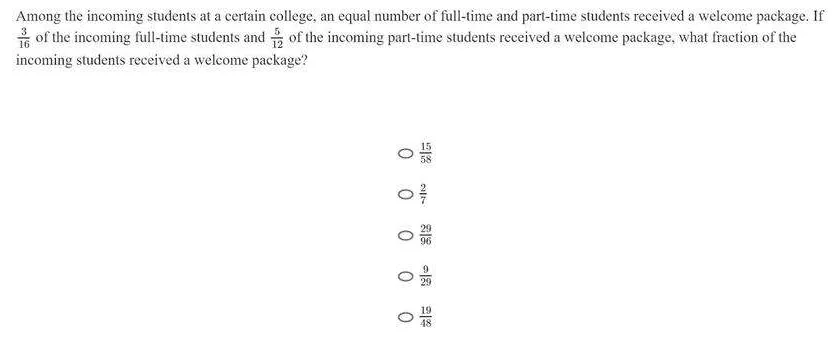 Among the incoming students at a certain college, an equal number of full-time and part-time students received a welcome package. If
3/16 of the incoming full-time students and 5/12 of the incoming part-time students received a welcome package, what fraction of the
incoming students received a welcome package?
15/58
2/7
29/96
9/29
19/48